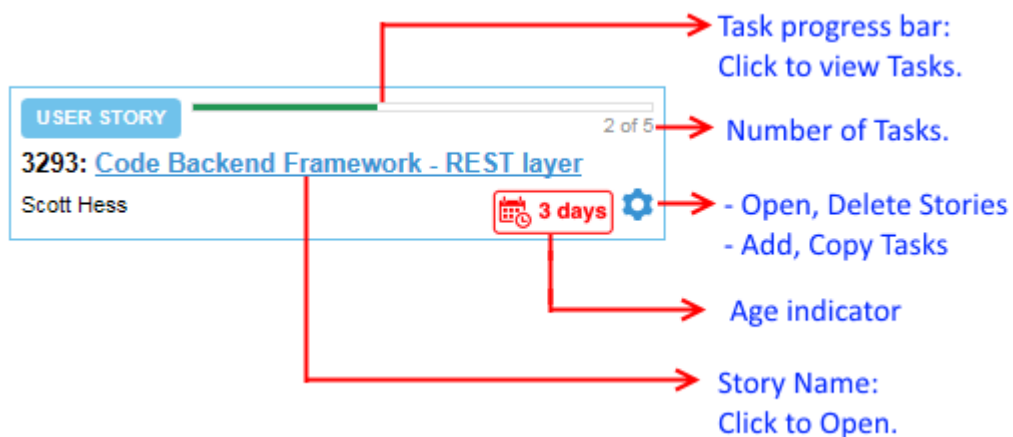 Task progress bar:
Click to view Tasks.
USER STORY
2 of 5
Number of Tasks.
3293: Code Backend Framework - REST layer
Scott Hess
3 days
- Open, Delete Stories
- Add, Copy Tasks
Age indicator
Story Name:
Click to Open.